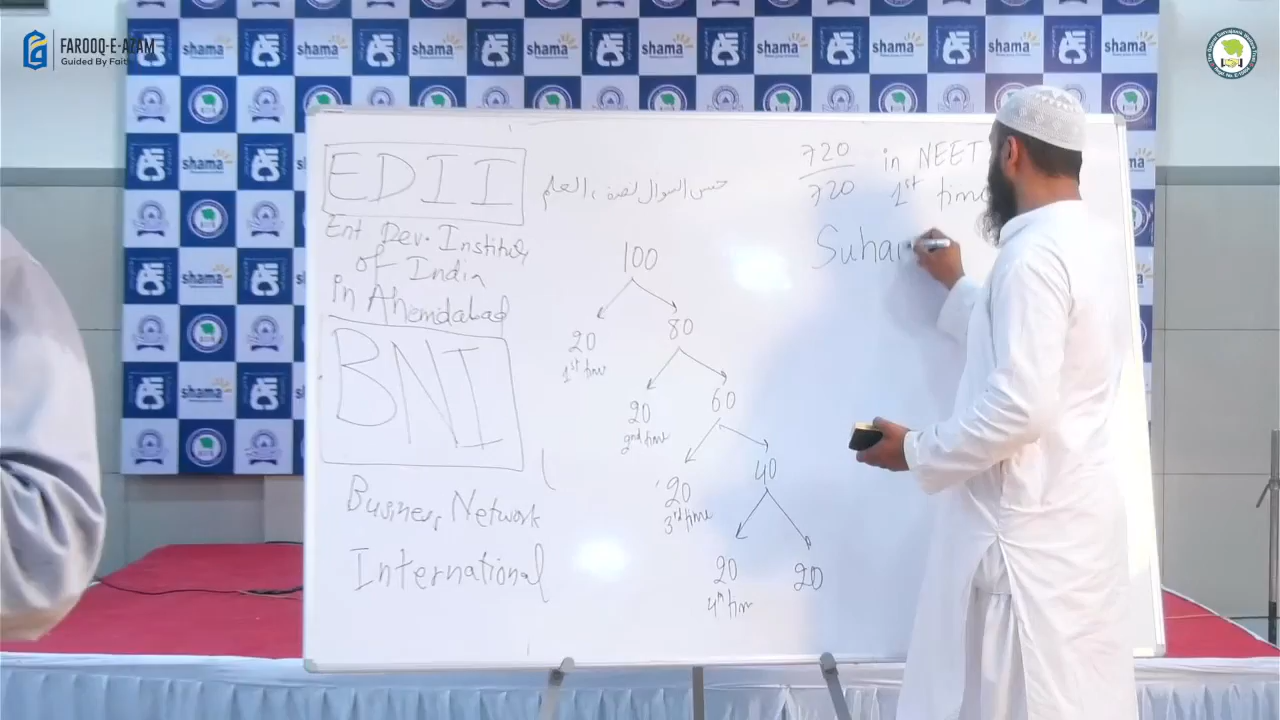 FAROOQ-E-AZAM
Guided By Faith
shama
EDII
Ent Dev. Institute
of India
in Ahemdabad
BNI
Business Network
International
حسن السوال نصف العلم
100
20
1st time
80
20
2nd time
60
20
3rd time
40
20
4th time
20
720
720
in NEET
1st time
Suhan